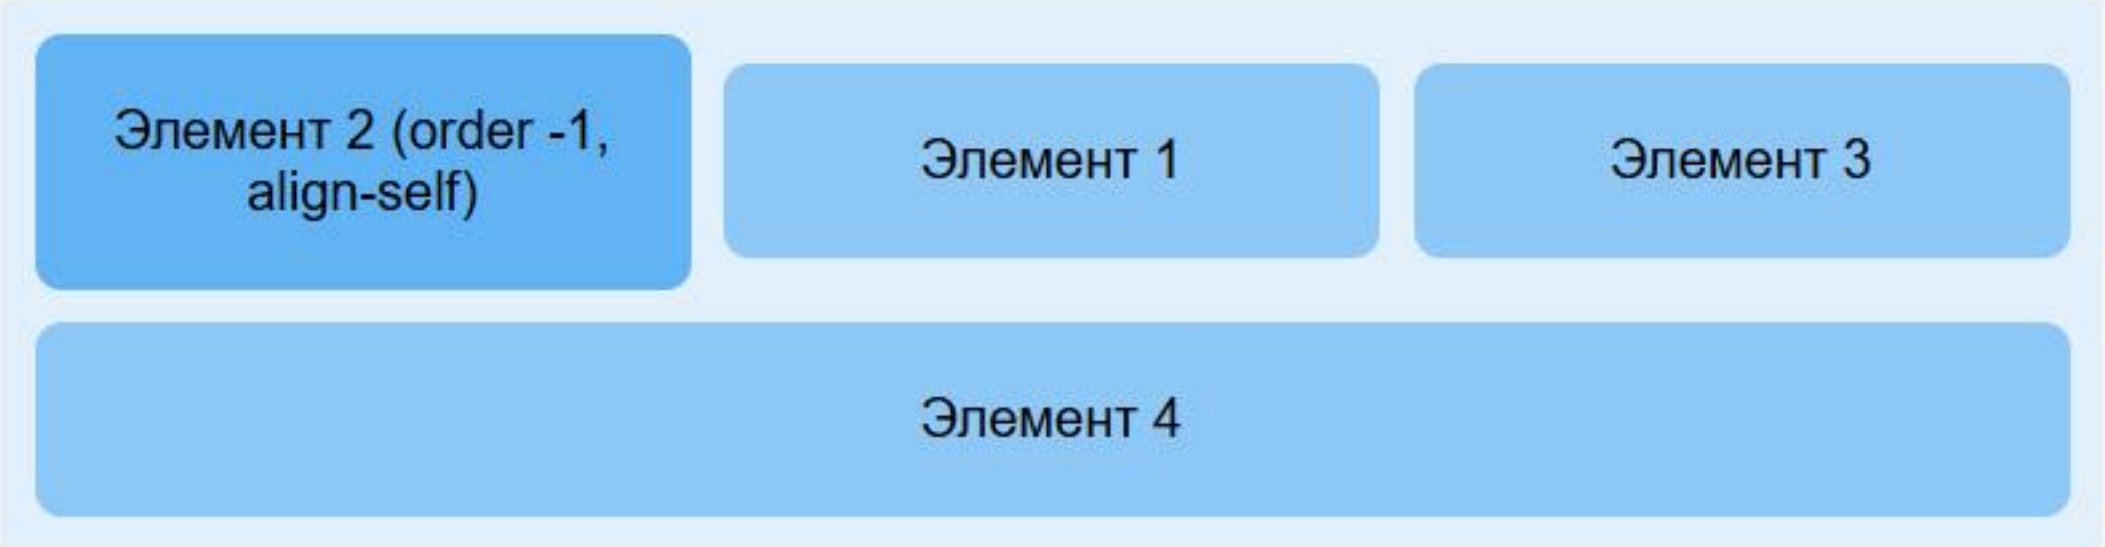 Элемент 2 (order -1,
align-self)
Элемент 1
Элемент 3
Элемент 4